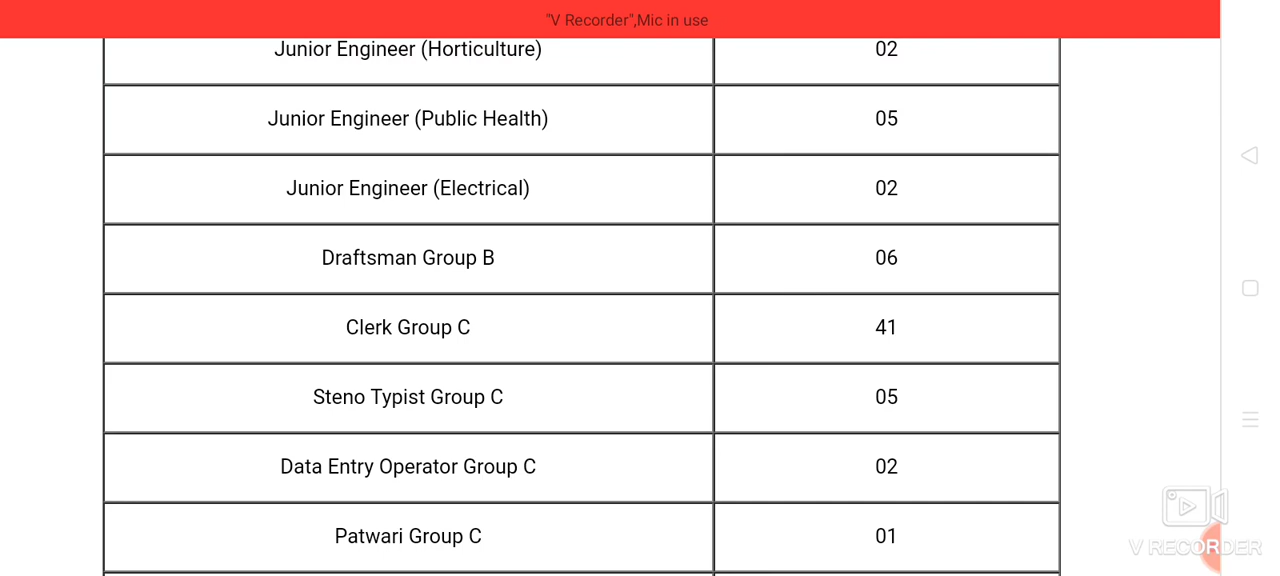 "V Recorder",Mic in use
Junior Engineer (Horticulture) 02
Junior Engineer (Public Health) 05
Junior Engineer (Electrical) 02
Draftsman Group B 06
Clerk Group C 41
Steno Typist Group C 05
Data Entry Operator Group C 02
Patwari Group C 01
V RECORDER